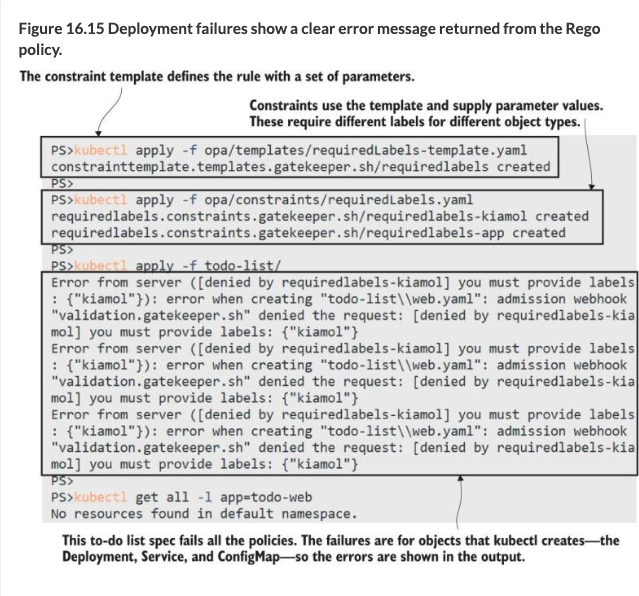 Figure 16.15 Deployment failures show a clear error message returned from the Rego
policy.
The constraint template defines the rule with a set of parameters.
Constraints use the template and supply parameter values.
These require different labels for different object types.
PS>kubectl apply -f opa/templates/requiredLabels-template.yaml
constrainttemplate.templates.gatekeeper.sh/requiredlabels created
PS>
PS>kubectl apply -f opa/constraints/requiredLabels.yaml
requiredlabels.constraints.gatekeeper.sh/requiredlabels-kiamol created
requiredlabels.constraints.gatekeeper.sh/requiredlabels-app created
PS>
PS>kubectl apply -f todo-list/
Error from server ([denied by requiredlabels-kiamol] you must provide labels
: {"kiamol"}): error when creating "todo-list\\web.yaml": admission webhook
"validation.gatekeeper.sh" denied the request: [denied by requiredlabels-kia
mol] you must provide labels: {"kiamol"}
Error from server ([denied by requiredlabels-kiamol] you must provide labels
: {"kiamol"}): error when creating "todo-list\\web.yaml": admission webhook
"validation.gatekeeper.sh" denied the request: [denied by requiredlabels-kia
mol] you must provide labels: {"kiamol"}
Error from server ([denied by requiredlabels-kiamol] you must provide labels
: {"kiamol"}): error when creating "todo-list\\web.yaml": admission webhook
"validation.gatekeeper.sh" denied the request: [denied by requiredlabels-kia
mol] you must provide labels: {"kiamol"}
PS>
PS>kubectl get all -l app=todo-web
No resources found in default namespace.
This to-do list spec fails all the policies. The failures are for objects that kubectl creates—the
Deployment, Service, and ConfigMap—so the errors are shown in the output.